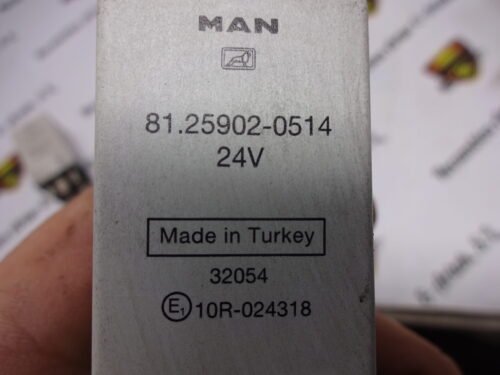 MAN
81.25902-0514
24V
Made in Turkey
32054
E1 10R-024318